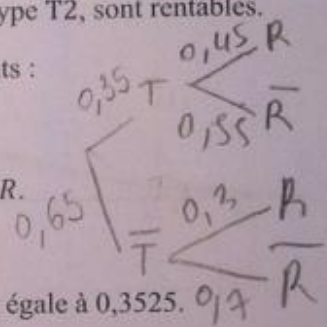 ype T2, sont rentables.
ts :
0,45 R
0,35 T
0,55 R̅
R.
0,65
0,3 R
T̅
égale à 0,3525.
0,7 R̅